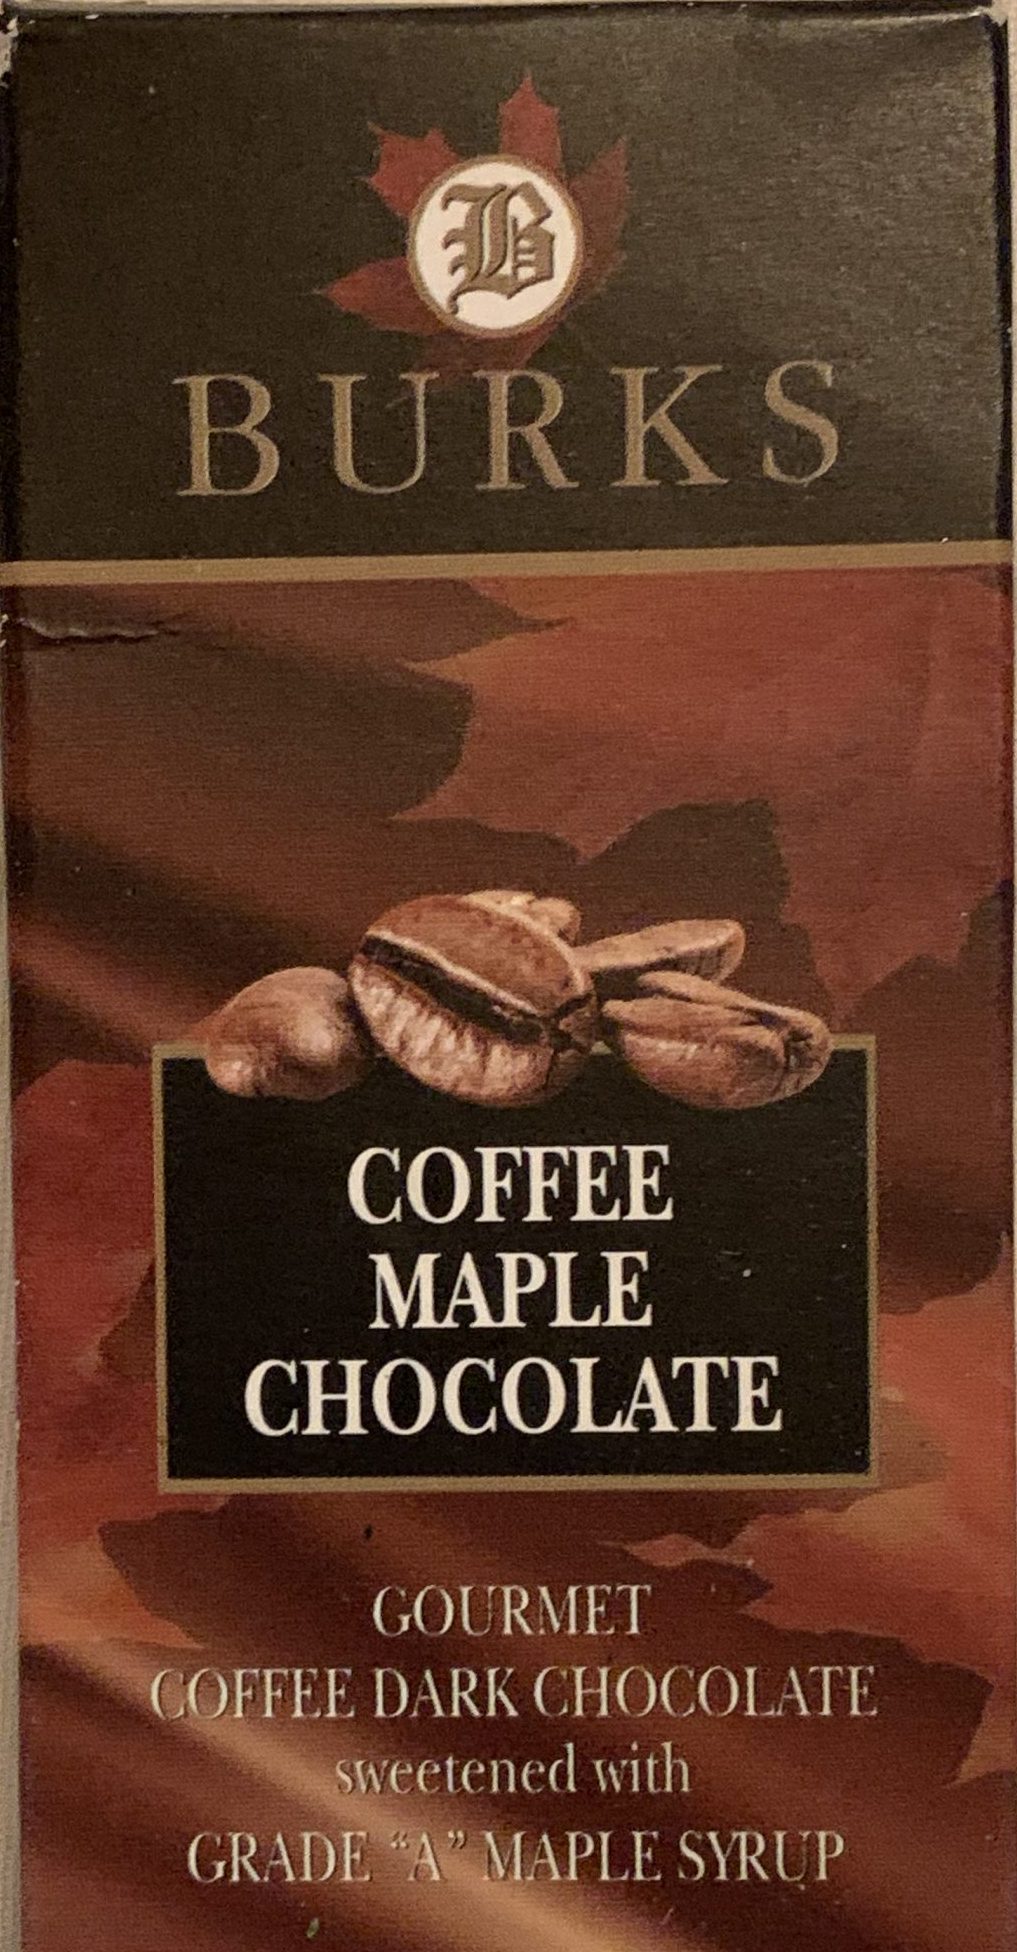 B
BURKS
COFFEE
MAPLE
CHOCOLATE
GOURMET
COFFEE DARK CHOCOLATE
sweetened with
GRADE “A” MAPLE SYRUP